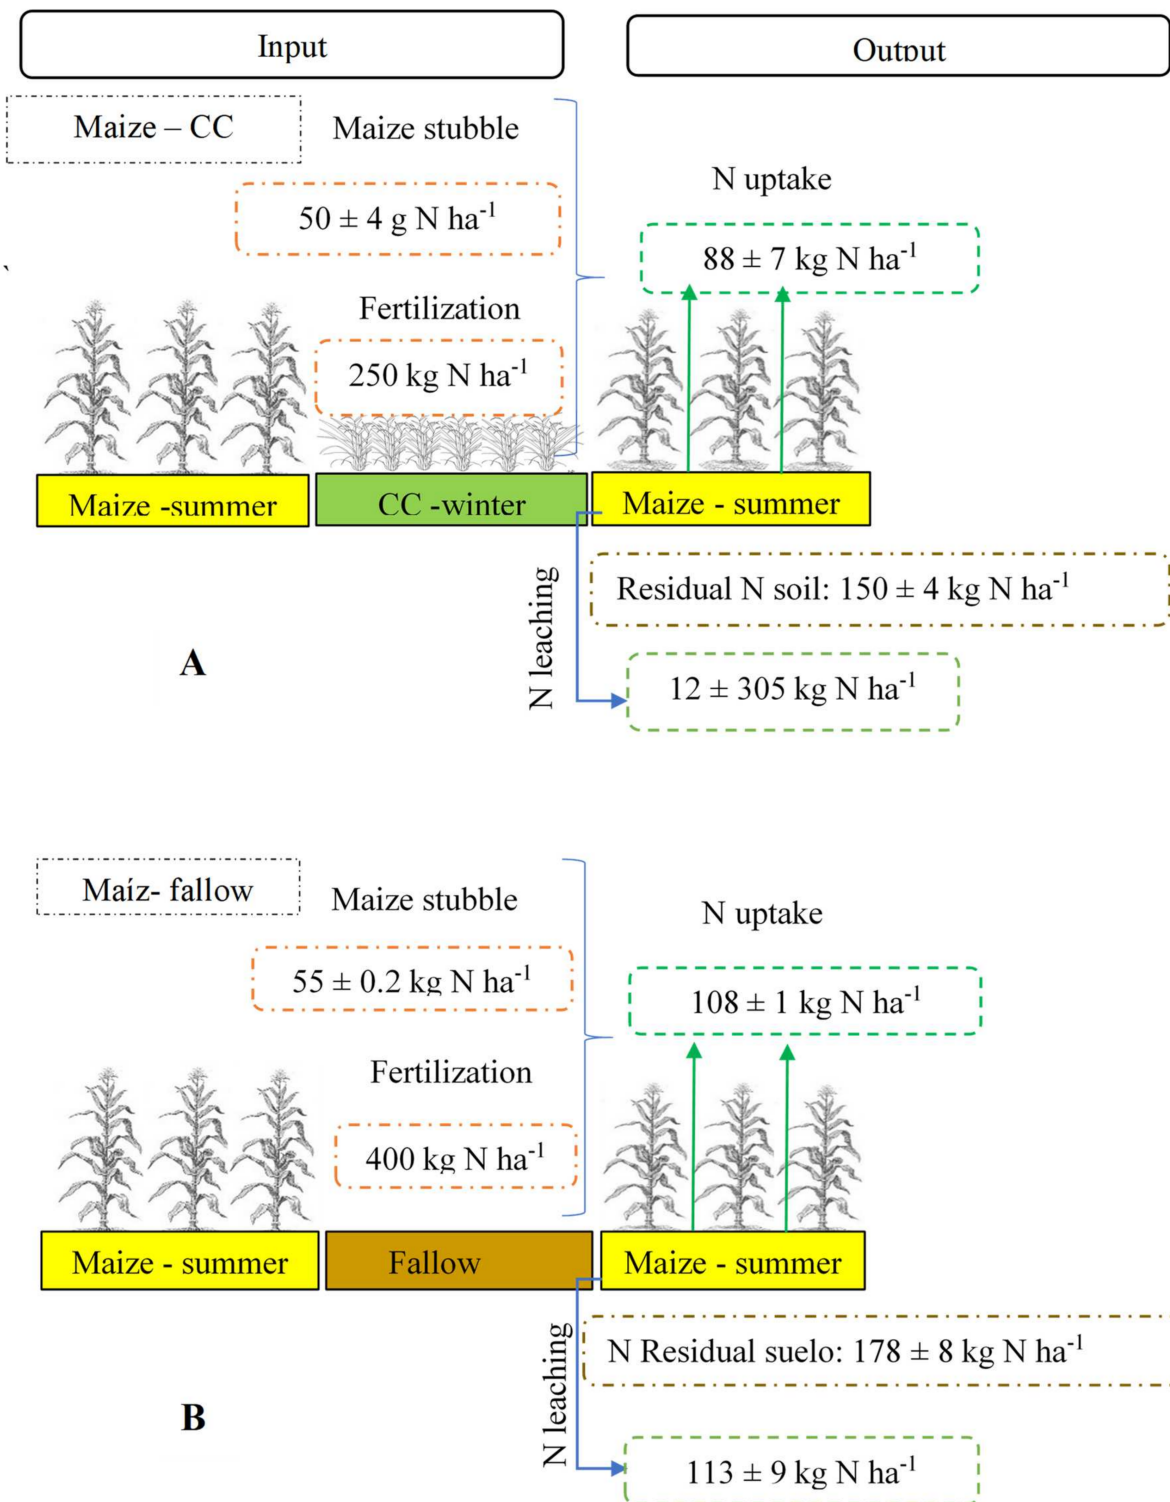 Input
Output
Maize – CC
Maize stubble
N uptake
50 ± 4 g N ha-1
88 ± 7 kg N ha-1
`
Fertilization
250 kg N ha-1
Maize -summer
CC -winter
Maize - summer
N leaching
Residual N soil: 150 ± 4 kg N ha-1
A
12 ± 305 kg N ha-1
Maíz- fallow
Maize stubble
N uptake
55 ± 0.2 kg N ha-1
108 ± 1 kg N ha-1
Fertilization
400 kg N ha-1
Maize - summer
Fallow
Maize - summer
N leaching
N Residual suelo: 178 ± 8 kg N ha-1
B
113 ± 9 kg N ha-1